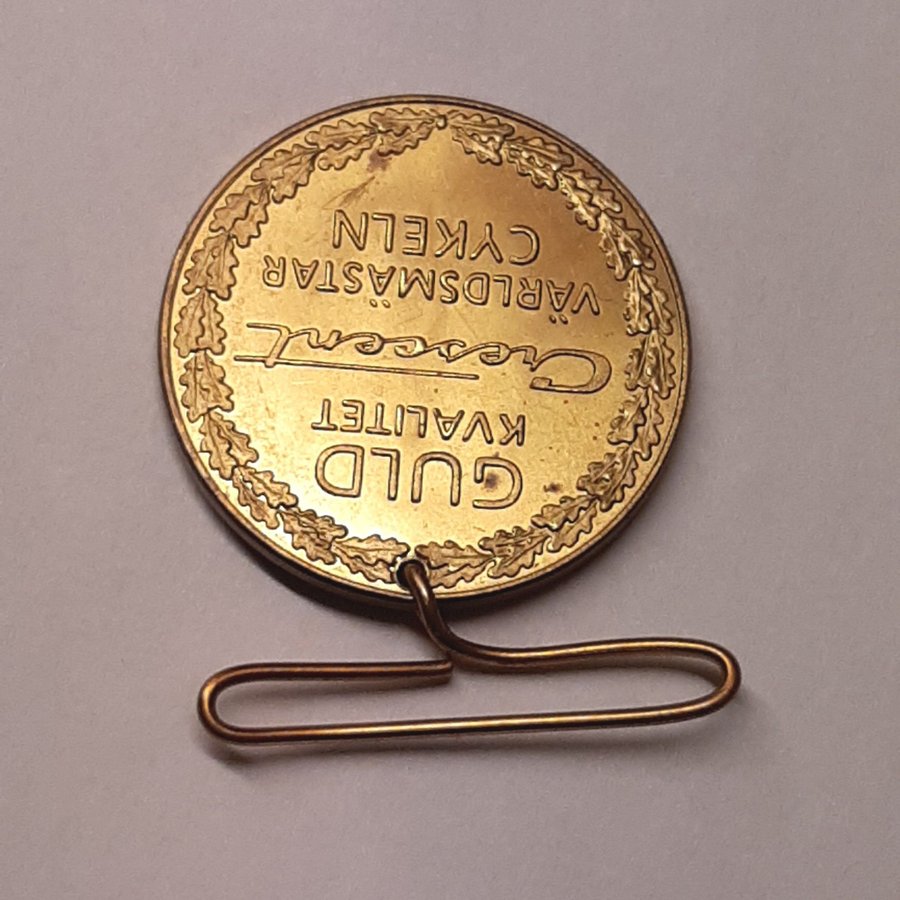 GULD
KVALITET
Crescent
VÄRLDSMÄSTAR
CYKELN